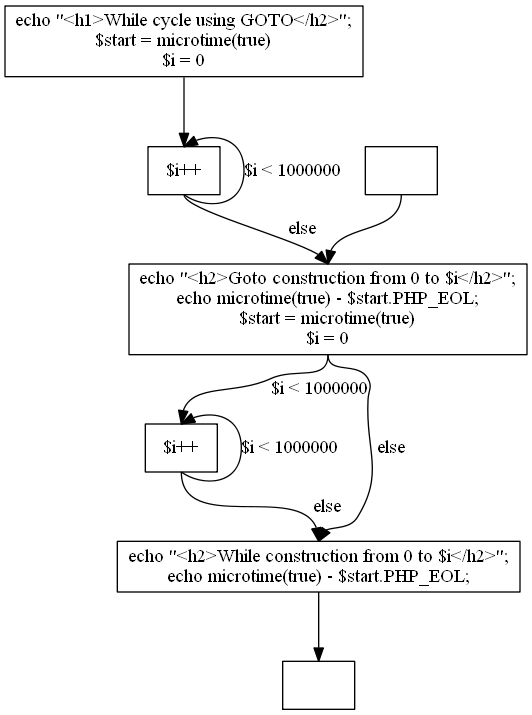 echo "<h1>While cycle using GOTO</h2>";
$start = microtime(true)
$i = 0
$i++
$i < 1000000
else
echo "<h2>Goto construction from 0 to $i</h2>";
echo microtime(true) - $start.PHP_EOL;
$start = microtime(true)
$i = 0
$i < 1000000
$i++
$i < 1000000
else
else
echo "<h2>While construction from 0 to $i</h2>";
echo microtime(true) - $start.PHP_EOL;